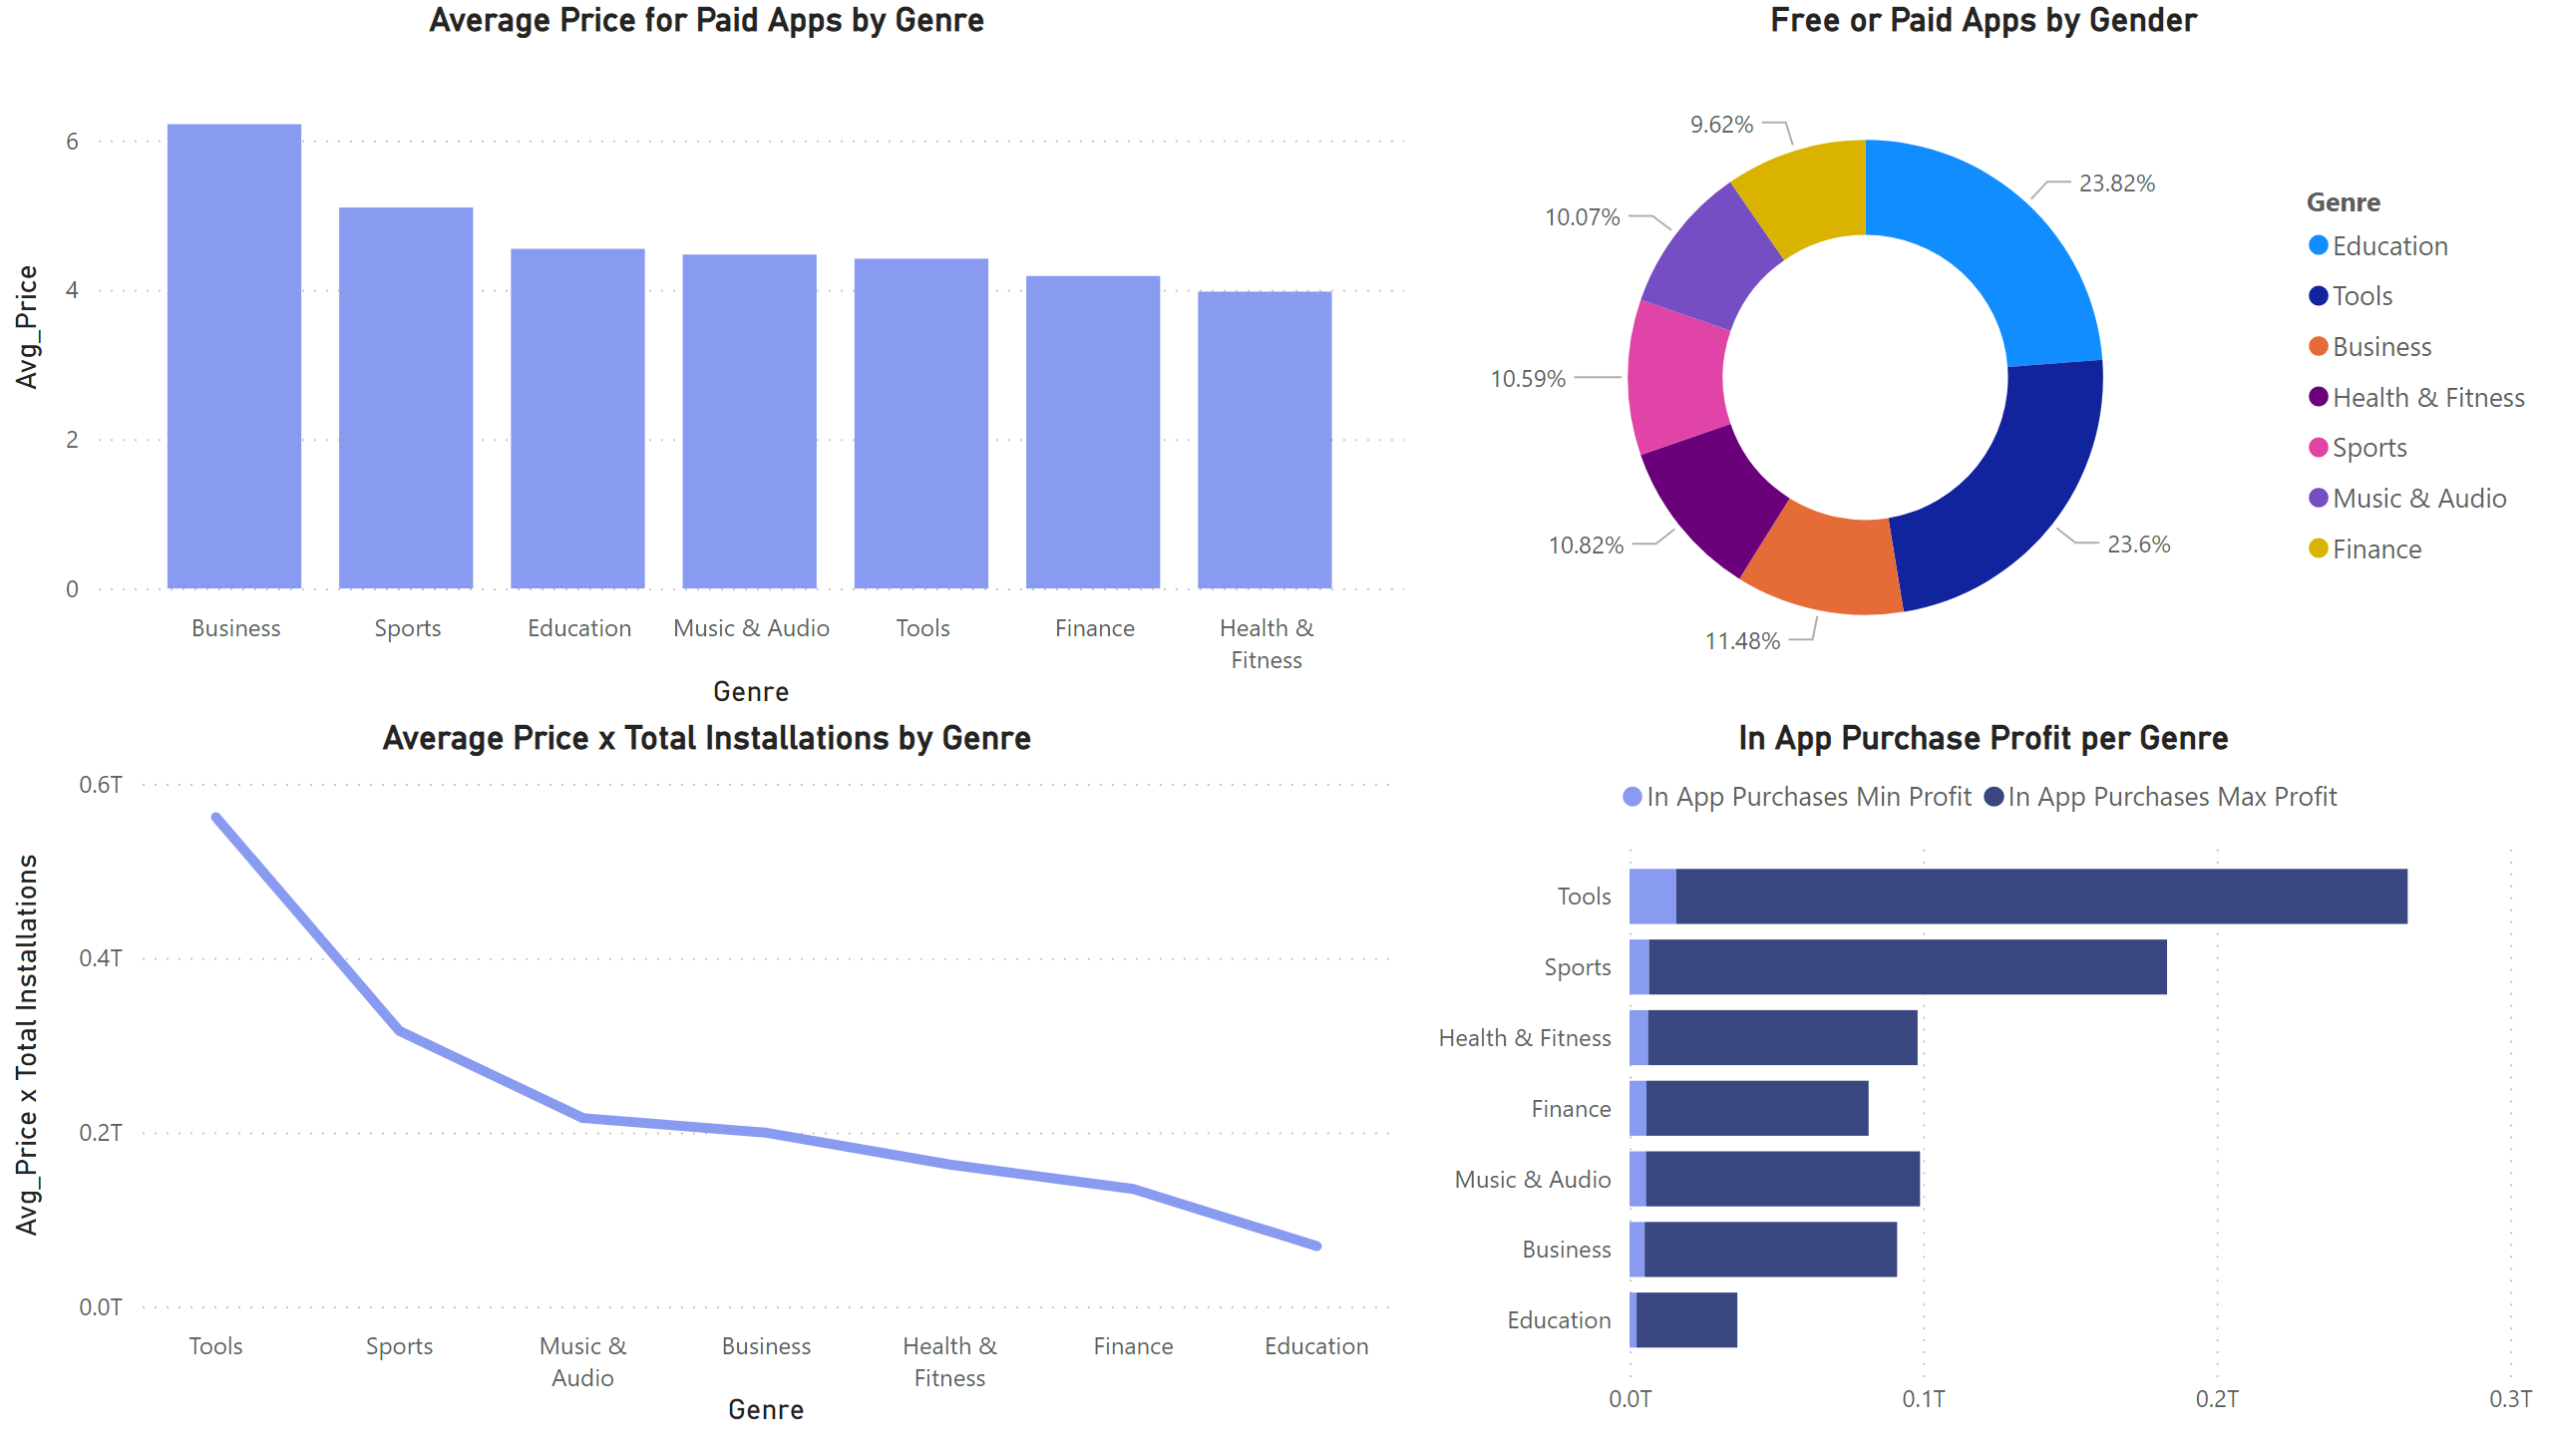 Average Price for Paid Apps by Genre
Avg_Price
6
4
2
0
Business
Sports
Education
Music & Audio
Tools
Finance
Health &
Fitness
Genre
Free or Paid Apps by Gender
9.62%
23.82%
10.07%
10.59%
10.82%
23.6%
11.48%
Genre
Education
Tools
Business
Health & Fitness
Sports
Music & Audio
Finance
Average Price x Total Installations by Genre
Avg_Price x Total Installations
0.6T
0.4T
0.2T
0.0T
Tools
Sports
Music &
Audio
Business
Health &
Fitness
Finance
Education
Genre
In App Purchase Profit per Genre
In App Purchases Min Profit
In App Purchases Max Profit
Tools
Sports
Health & Fitness
Finance
Music & Audio
Business
Education
0.0T
0.1T
0.2T
0.3T